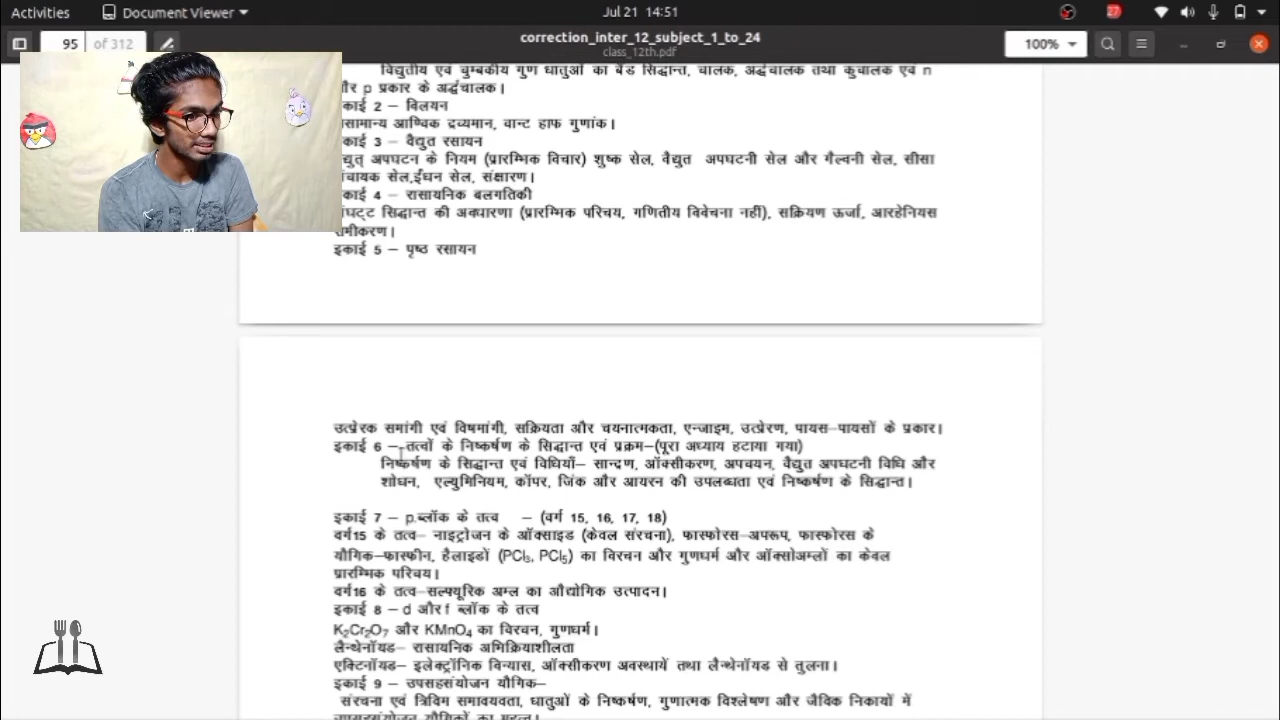 Activities
Document Viewer
Jul 21 14:51
27
95 of 312
correction_inter_12_subject_1_to_24
class_12th.pdf
100%
विद्युतीय एवं चुम्बकीय गुण धातुओं का बैंड सिद्धान्त, चालक, अर्द्धचालक तथा कुचालक एवं n
और p प्रकार के अर्द्धचालक।
इकाई 2 – विलयन
असामान्य आण्विक द्रव्यमान, वान्ट हाफ गुणांक।
इकाई 3 – वैद्युत रसायन
अपघटन के नियम (प्रारम्भिक विचार) शुष्क सेल, वैद्युत अपघटनी सेल और गैल्वनी सेल, सीसा
संचायक सेल,ईंधन सेल, संक्षारण।
इकाई 4 – रासायनिक बलगतिकी
संघट्ट सिद्धान्त की अवधारणा (प्रारम्भिक परिचय, गणितीय विवेचना नहीं), सक्रियण ऊर्जा, आरहेनियस
समीकरण।
इकाई 5 – पृष्ठ रसायन
उत्प्रेरक समांगी एवं विषमांगी, सक्रियता और चयनात्मकता, एन्जाइम, उत्प्रेरण, पायस–पायसों के प्रकार।
इकाई 6 –तत्वों के निष्कर्षण के सिद्धान्त एवं प्रक्रम–(पूरा अध्याय हटाया गया)
निष्कर्षण के सिद्धान्त एवं विधियाँ– सान्द्रण, ऑक्सीकरण, अपचयन, वैद्युत अपघटनी विधि और
शोधन, एल्युमिनियम, कॉपर, जिंक और आयरन की उपलब्धता एवं निष्कर्षण के सिद्धान्त।
इकाई 7 – p.ब्लॉक के तत्व – (वर्ग 15, 16, 17, 18)
वर्ग15 के तत्व– नाइट्रोजन के ऑक्साइड (केवल संरचना), फास्फोरस–अपरूप, फास्फोरस के
यौगिक–फास्फीन, हैलाइडों (PCl₃, PCl₅) का विरचन और गुणधर्म और ऑक्सोअम्लों का केवल
प्रारम्भिक परिचय।
वर्ग16 के तत्व–सल्फ्यूरिक अम्ल का औद्योगिक उत्पादन।
इकाई 8 – d और f ब्लॉक के तत्व
K₂Cr₂O₇ और KMnO₄ का विरचन, गुणधर्म।
लैन्थेनॉयड– रासायनिक अभिक्रियाशीलता
एक्टिनॉयड– इलेक्ट्रॉनिक विन्यास, ऑक्सीकरण अवस्थायें तथा लैन्थेनॉयड से तुलना।
इकाई 9 – उपसहसंयोजन यौगिक–
संरचना एवं त्रिविम समावयवता, धातुओं के निष्कर्षण, गुणात्मक विश्लेषण और जैविक निकायों में
उपसहसंयोजन यौगिकों का महत्व।